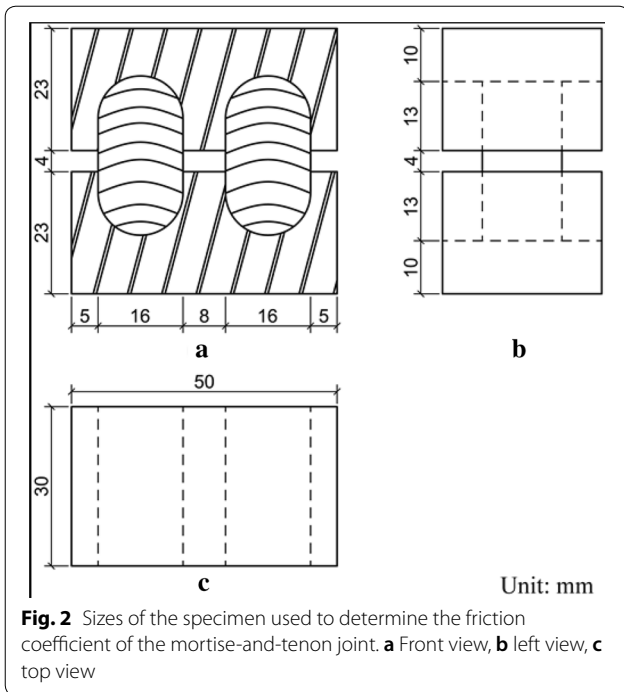 23
4
23
5 16 8 16 5
a
10
13
4
13
10
b
50
30
c
Unit: mm
Fig. 2 Sizes of the specimen used to determine the friction
coefficient of the mortise-and-tenon joint. a Front view, b left view, c
top view